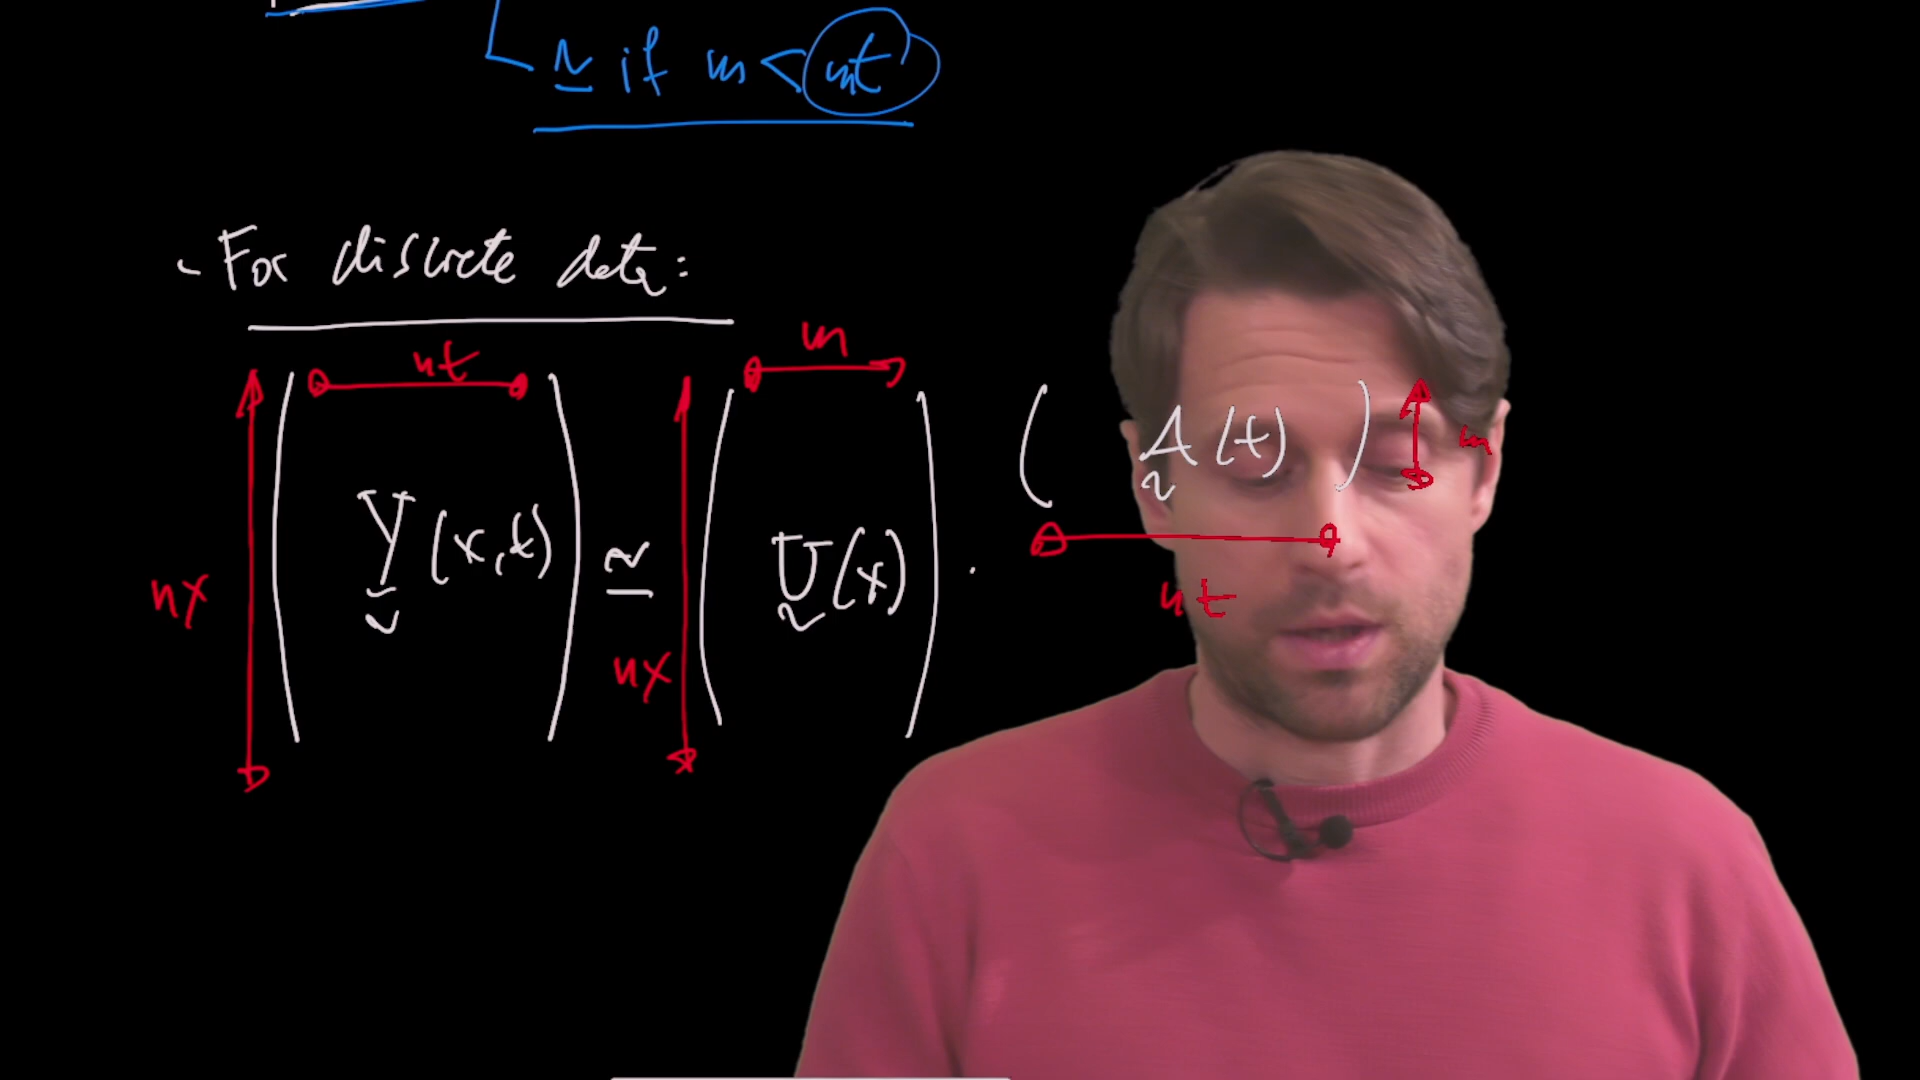 ≃ if m < nt
- For discrete data:
nt m
( Y(x,t) ) ≃ ( U(x) ) · ( A(t) ) m
nx nx nt